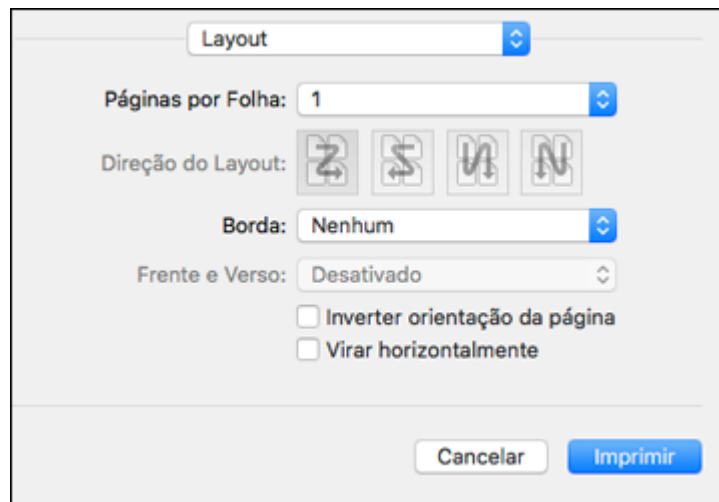 Layout
Páginas por Folha: 1
Direção do Layout:
Borda: Nenhum
Frente e Verso: Desativado
Inverter orientação da página
Virar horizontalmente
Cancelar Imprimir